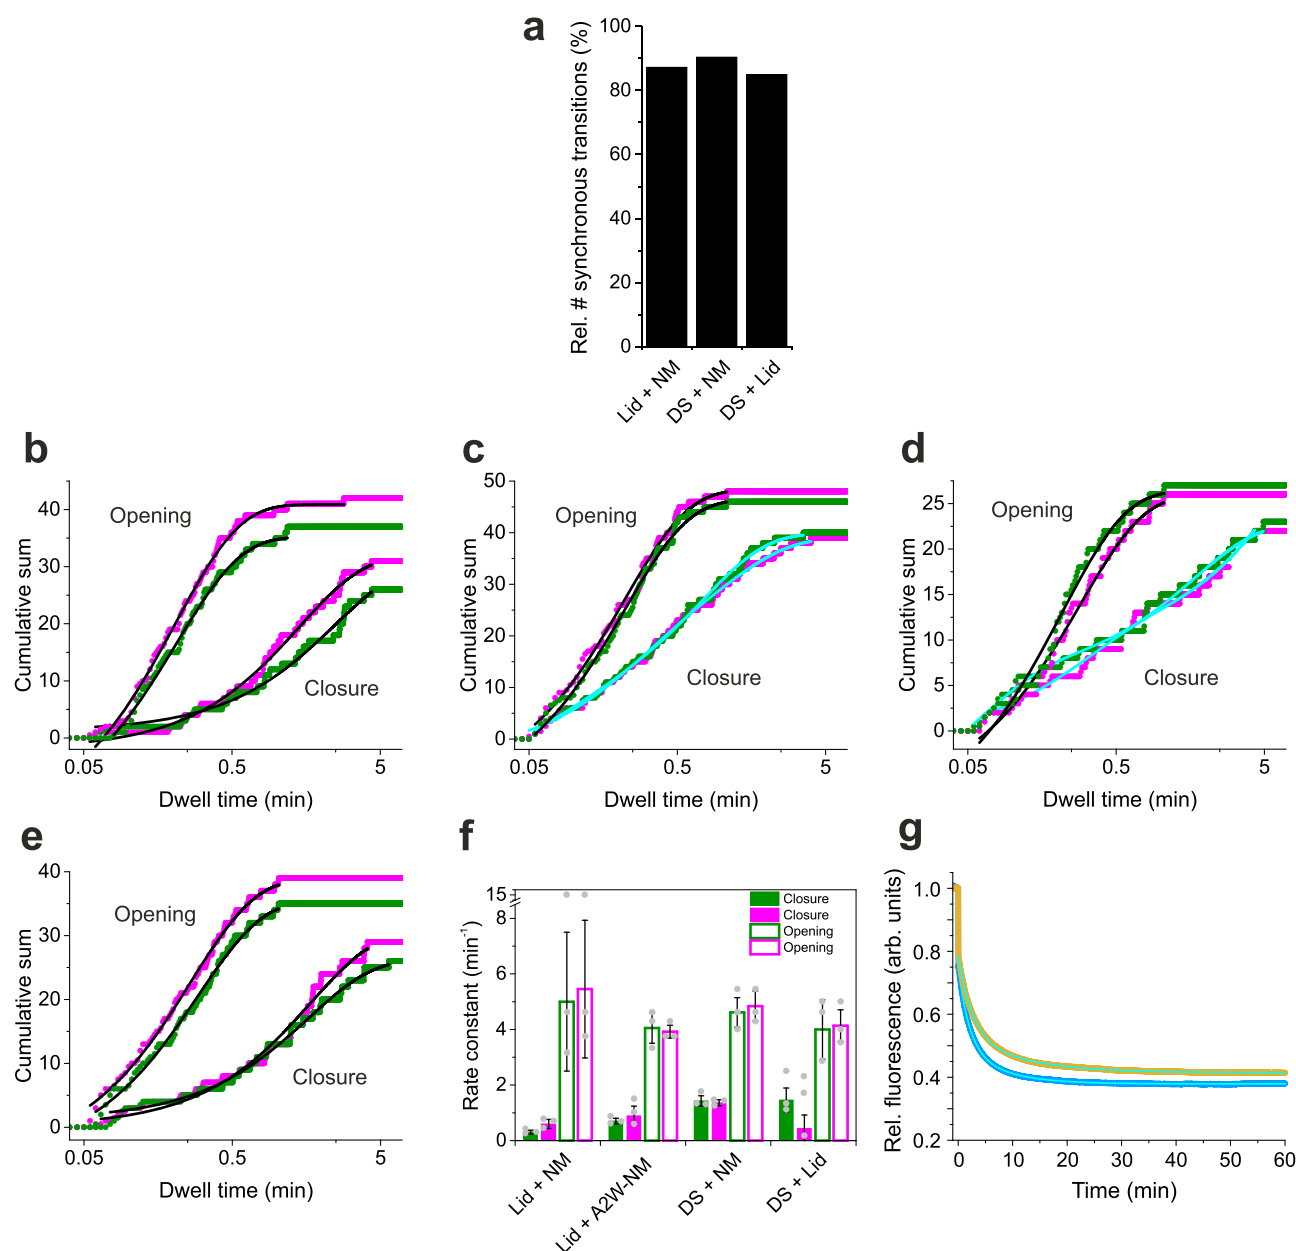 a
Rel. # synchronous transitions (%)
100
80
60
40
20
0
Lid + NM
DS + NM
DS + Lid
b
Cumulative sum
40
30
20
10
0
Opening
Closure
0.05
0.5
5
Dwell time (min)
c
Cumulative sum
50
40
30
20
10
0
Opening
Closure
0.05
0.5
5
Dwell time (min)
d
Cumulative sum
25
20
15
10
5
0
Opening
Closure
0.05
0.5
5
Dwell time (min)
e
Cumulative sum
40
30
20
10
0
Opening
Closure
0.05
0.5
5
Dwell time (min)
f
Rate constant (min⁻¹)
15
8
6
4
2
0
Closure
Closure
Opening
Opening
Lid + NM
Lid + A2W-NM
DS + NM
DS + Lid
g
Rel. fluorescence (arb. units)
1.0
0.8
0.6
0.4
0.2
0
10
20
30
40
50
60
Time (min)